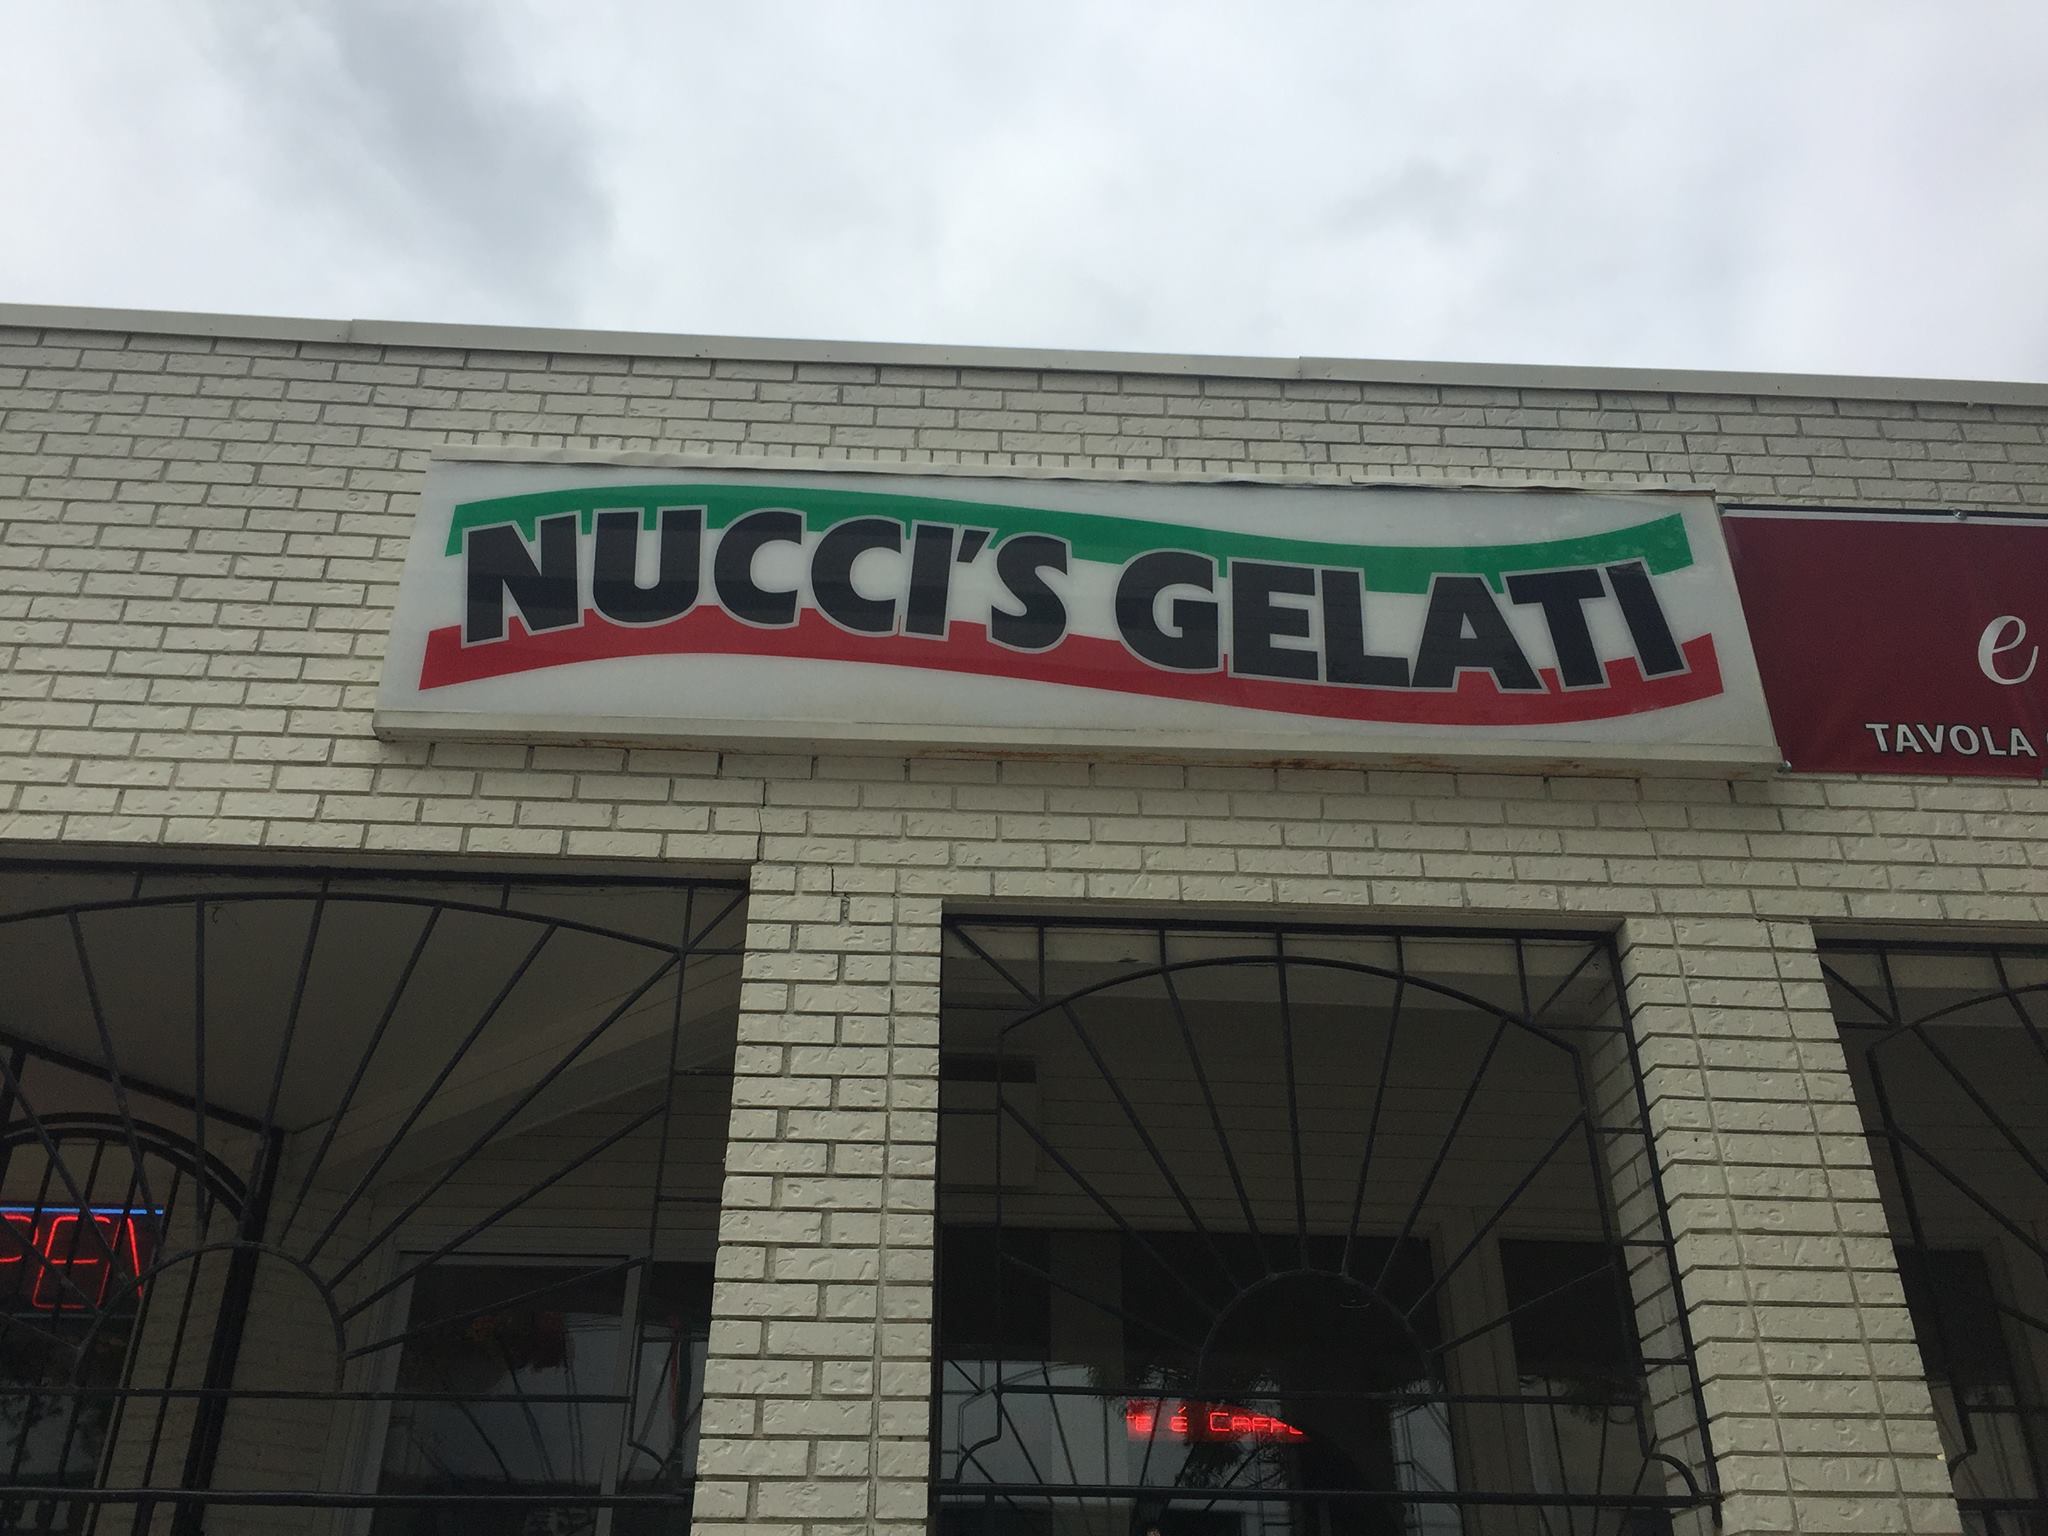 NUCCI'S GELATI
e
TAVOLA
é